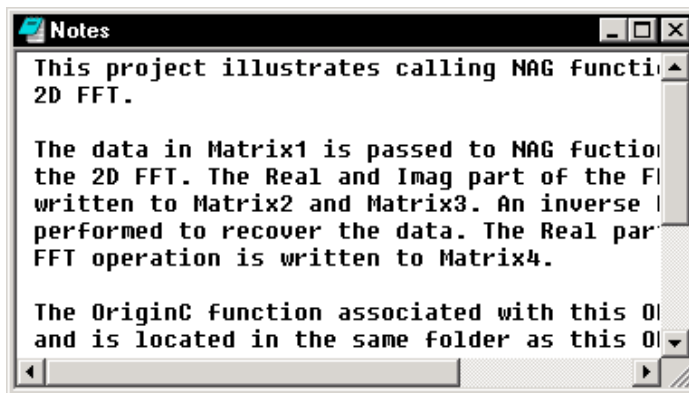 Notes
This project illustrates calling NAG
2D FFT.
The data in Matrix1 is passed to NAG
the 2D FFT. The Real and Imag part of the
written to Matrix2 and Matrix3. An inverse
performed to recover the data. The Real
FFT operation is written to Matrix4.
The OriginC function associated with this
and is located in the same folder as this